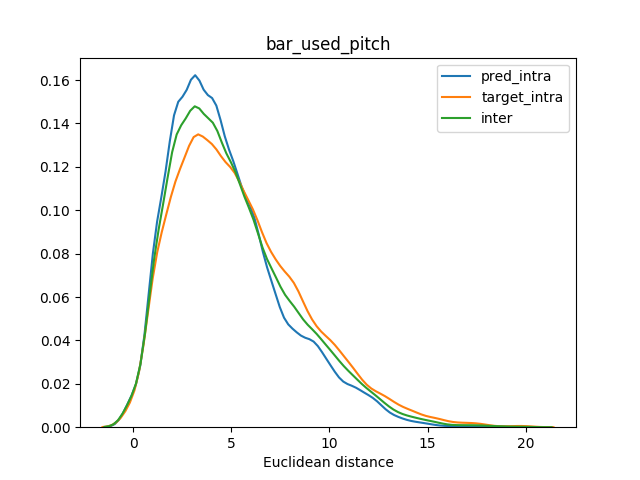 bar_used_pitch
pred_intra
target_intra
inter
0.16
0.14
0.12
0.10
0.08
0.06
0.04
0.02
0.00
0 5 10 15 20
Euclidean distance